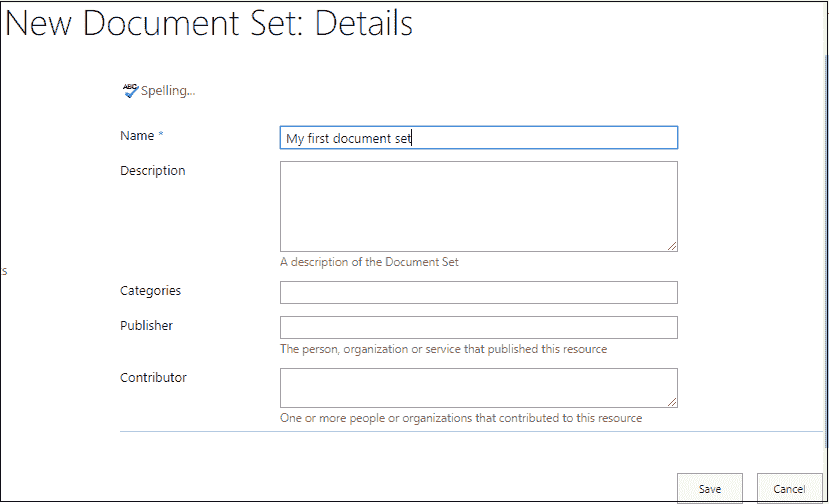 New Document Set: Details
ABC Spelling...
Name * My first document set
Description
A description of the Document Set
s
Categories
Publisher
The person, organization or service that published this resource
Contributor
One or more people or organizations that contributed to this resource
Save Cancel